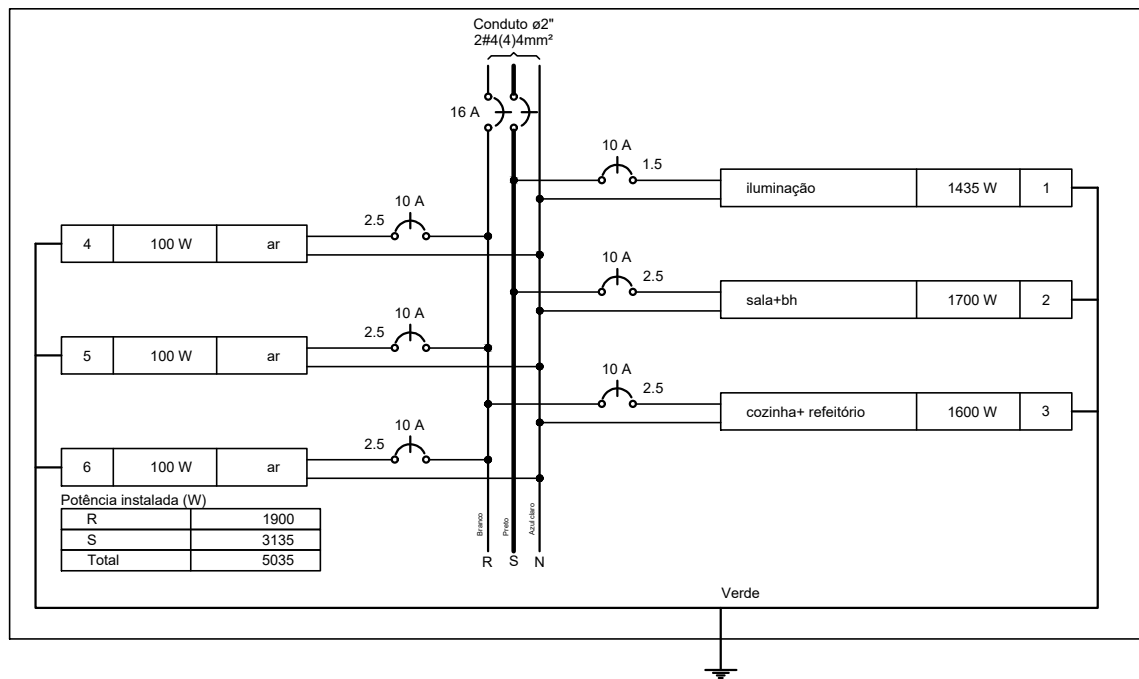 Conduto ø2"
2#4(4)4mm²
16 A
10 A
1.5
iluminação 1435 W 1
10 A
2.5
4 100 W ar
10 A
2.5
sala+bh 1700 W 2
10 A
2.5
5 100 W ar
10 A
2.5
cozinha+ refeitório 1600 W 3
10 A
2.5
6 100 W ar
Potência instalada (W)
R 1900
S 3135
Total 5035
Branco
Preto
Azul claro
R S N
Verde